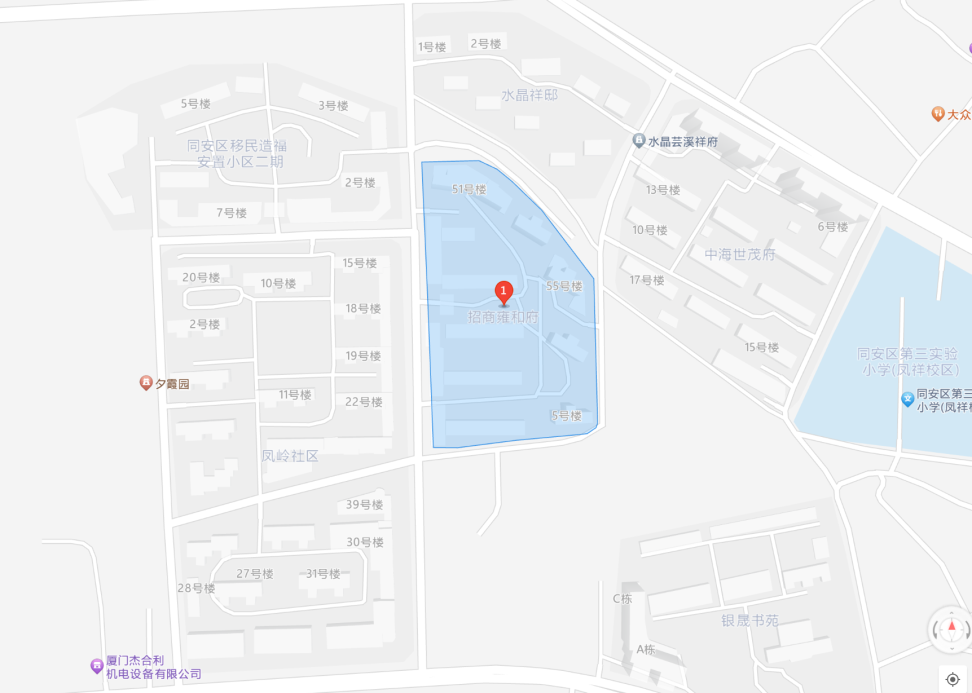 1号楼
2号楼
水晶祥邸
5号楼
3号楼
大众
同安区移民造福
安置小区二期
水晶芸溪祥府
2号楼
51号楼
13号楼
7号楼
10号楼
6号楼
中海世茂府
15号楼
20号楼
10号楼
17号楼
58号楼
1
招商雍和府
18号楼
2号楼
15号楼
19号楼
同安区第三实验
小学(凤祥校区)
夕霞园
11号楼
22号楼
同安区第三
小学(凤祥校
5号楼
凤岭社区
39号楼
30号楼
27号楼
31号楼
28号楼
C栋
银晟书苑
A栋
厦门杰合利
机电设备有限公司